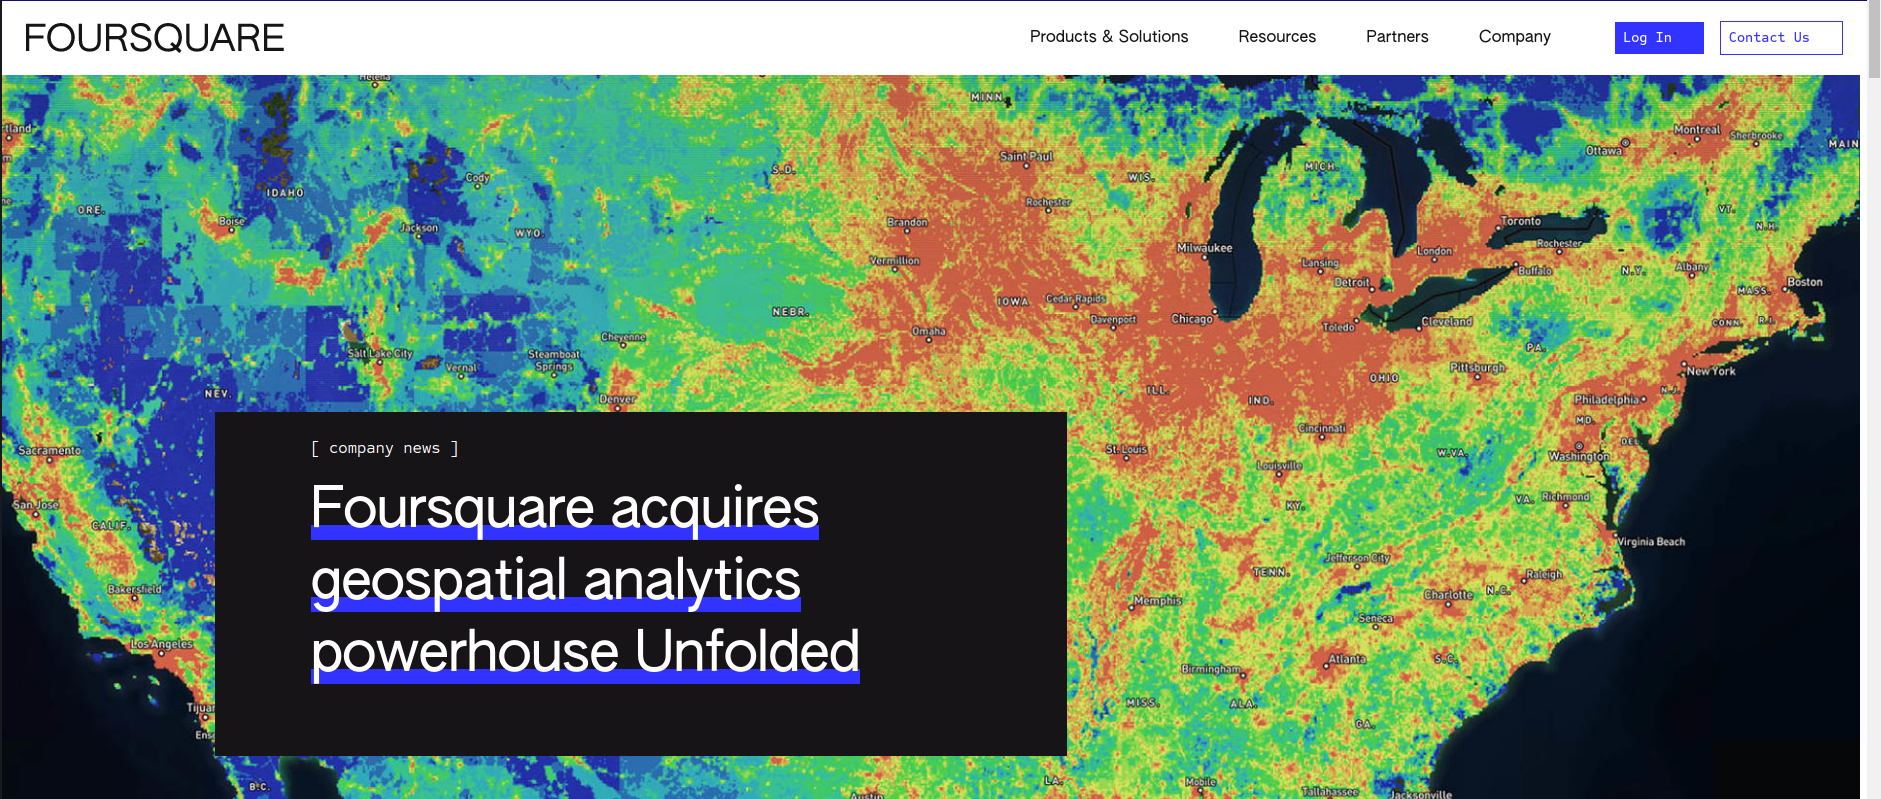 FOURSQUARE
Products & Solutions
Resources
Partners
Company
Log In
Contact Us
Helena
MINN.
Montreal
Sherbrooke
Ottawa
MAIN
Saint Paul
MICH.
S.D.
WIS.
Cody
IDAHO
ORE.
Rochester
VT.
Boise
Jackson
WYO.
Brandon
Toronto
N.H.
Milwaukee
London
Rochester
Vermillion
Lansing
Buffalo
N.Y.
Albany
Detroit
MASS.
Boston
IOWA
Cedar Rapids
NEBR.
Davenport
Chicago
Toledo
Cleveland
CONN.
R.I.
Omaha
Cheyenne
Salt Lake City
Steamboat
Springs
Vernal
PA.
Pittsburgh
New York
OHIO
NEV.
ILL.
IND.
N.J.
Denver
Philadelphia
MD.
Cincinnati
DEL.
Sacramento
St. Louis
W.VA.
Washington
Louisville
San José
KY.
VA.
Richmond
CALIF.
Virginia Beach
Jefferson City
TENN.
Raleigh
Bakersfield
Memphis
Charlotte
N.C.
Seneca
Los Angeles
Atlanta
S.C.
Birmingham
MISS.
ALA.
Tijua
GA.
Ens
LA.
Mobile
B.C.
Austin
Tallahassee
Jacksonville
[ company news ]
Foursquare acquires
geospatial analytics
powerhouse Unfolded